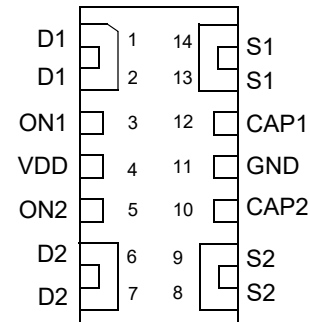 D1 1 14 S1
D1 2 13 S1
ON1 3 12 CAP1
VDD 4 11 GND
ON2 5 10 CAP2
D2 6 9 S2
D2 7 8 S2